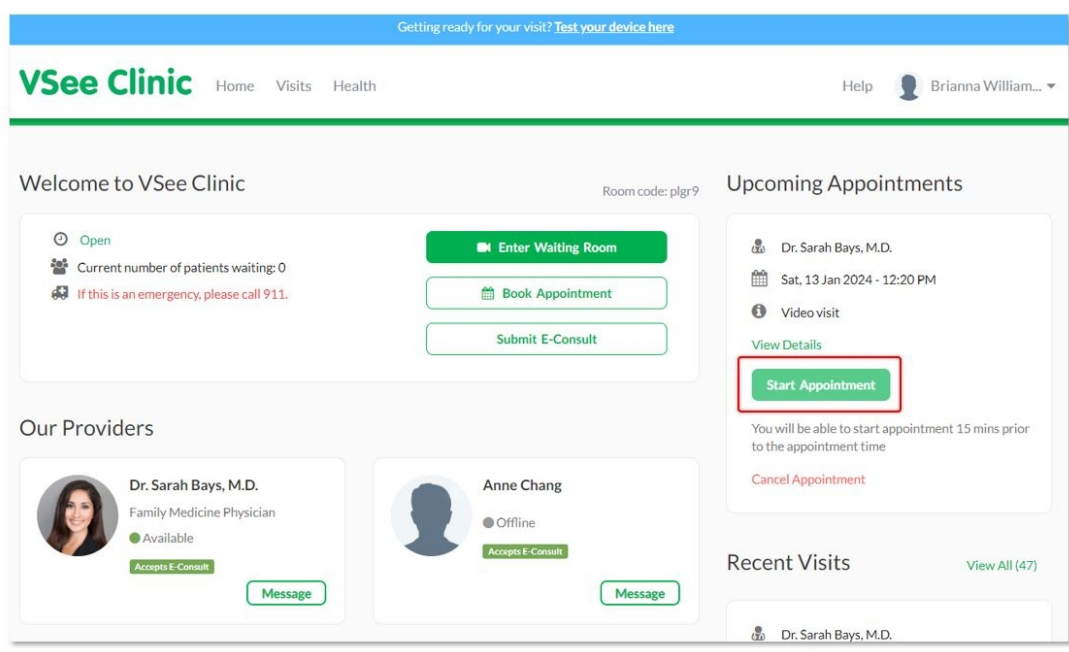 Getting ready for your visit? Test your device here
VSee Clinic
Home Visits Health
Help
Brianna William...
Welcome to VSee Clinic
Room code: plgr9
Open
Current number of patients waiting: 0
If this is an emergency, please call 911.
Enter Waiting Room
Book Appointment
Submit E-Consult
Our Providers
Dr. Sarah Bays, M.D.
Family Medicine Physician
Available
Accepts E-Consult
Message
Anne Chang
Offline
Accepts E-Consult
Message
Upcoming Appointments
Dr. Sarah Bays, M.D.
Sat, 13 Jan 2024 - 12:20 PM
Video visit
View Details
Start Appointment
You will be able to start appointment 15 mins prior
to the appointment time
Cancel Appointment
Recent Visits
View All (47)
Dr. Sarah Bays, M.D.